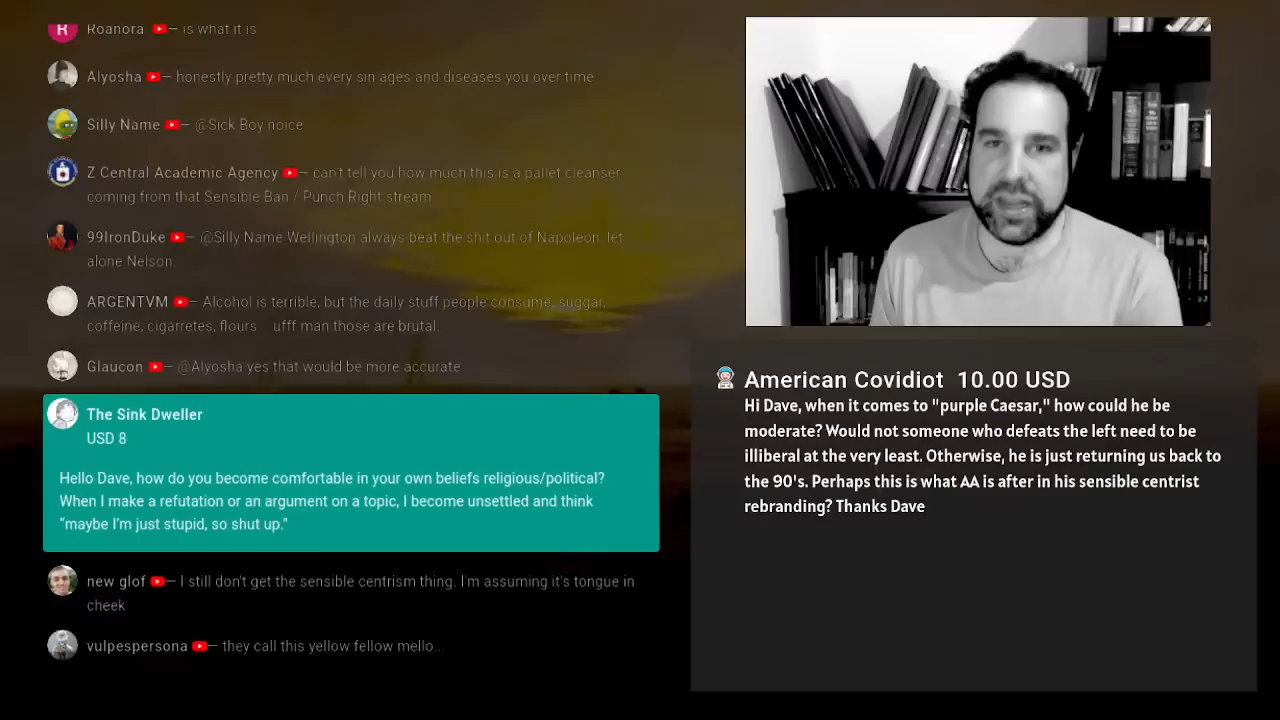 Roanora — is what it is
Alyosha — honestly pretty much every sin ages and diseases you over time
Silly Name — @Sick Boy noice
Z Central Academic Agency — can't tell you how much this is a pallet cleanser
coming from that Sensible Ban / Punch Right stream
99IronDuke — @Silly Name Wellington always beat the shit out of Napoleon. let
alone Nelson.
ARGENTVM — Alcohol is terrible, but the daily stuff people consume, suggar,
coffeine, cigarretes, flours... ufff man those are brutal.
Glaucon — @Alyosha yes that would be more accurate
The Sink Dweller
USD 8
Hello Dave, how do you become comfortable in your own beliefs religious/political?
When I make a refutation or an argument on a topic, I become unsettled and think
“maybe I'm just stupid, so shut up.”
new glof — I still don't get the sensible centrism thing. I'm assuming it's tongue in
cheek
vulpespersona — they call this yellow fellow mello...
American Covidiot 10.00 USD
Hi Dave, when it comes to "purple Caesar," how could he be
moderate? Would not someone who defeats the left need to be
illiberal at the very least. Otherwise, he is just returning us back to
the 90's. Perhaps this is what AA is after in his sensible centrist
rebranding? Thanks Dave